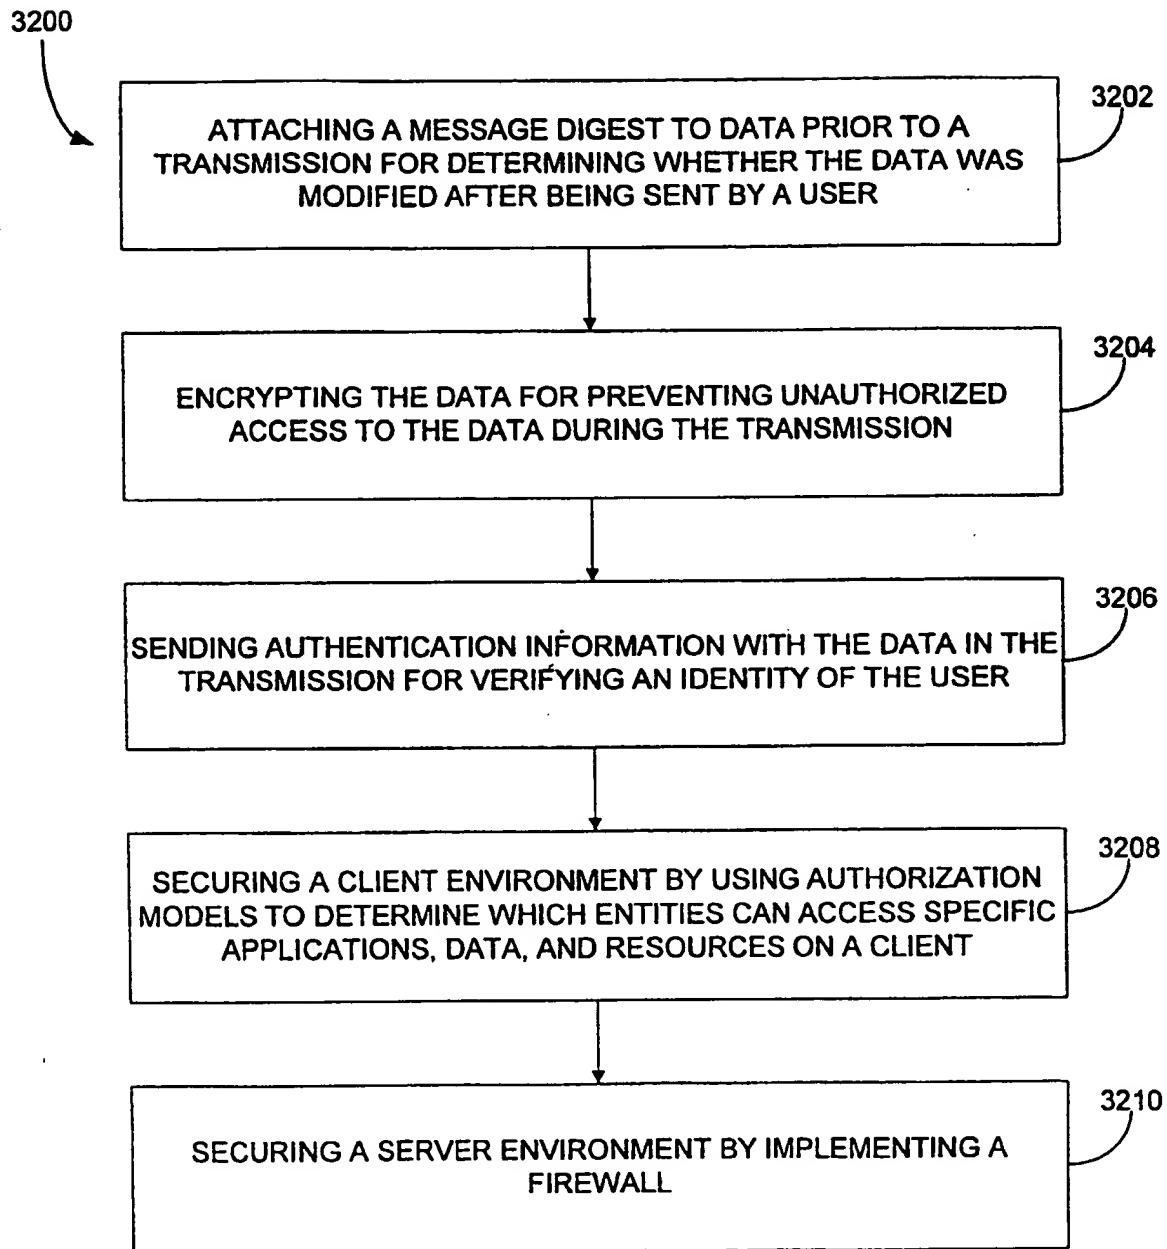 3200
3202
ATTACHING A MESSAGE DIGEST TO DATA PRIOR TO A
TRANSMISSION FOR DETERMINING WHETHER THE DATA WAS
MODIFIED AFTER BEING SENT BY A USER
3204
ENCRYPTING THE DATA FOR PREVENTING UNAUTHORIZED
ACCESS TO THE DATA DURING THE TRANSMISSION
3206
SENDING AUTHENTICATION INFORMATION WITH THE DATA IN THE
TRANSMISSION FOR VERIFYING AN IDENTITY OF THE USER
3208
SECURING A CLIENT ENVIRONMENT BY USING AUTHORIZATION
MODELS TO DETERMINE WHICH ENTITIES CAN ACCESS SPECIFIC
APPLICATIONS, DATA, AND RESOURCES ON A CLIENT
3210
SECURING A SERVER ENVIRONMENT BY IMPLEMENTING A
FIREWALL